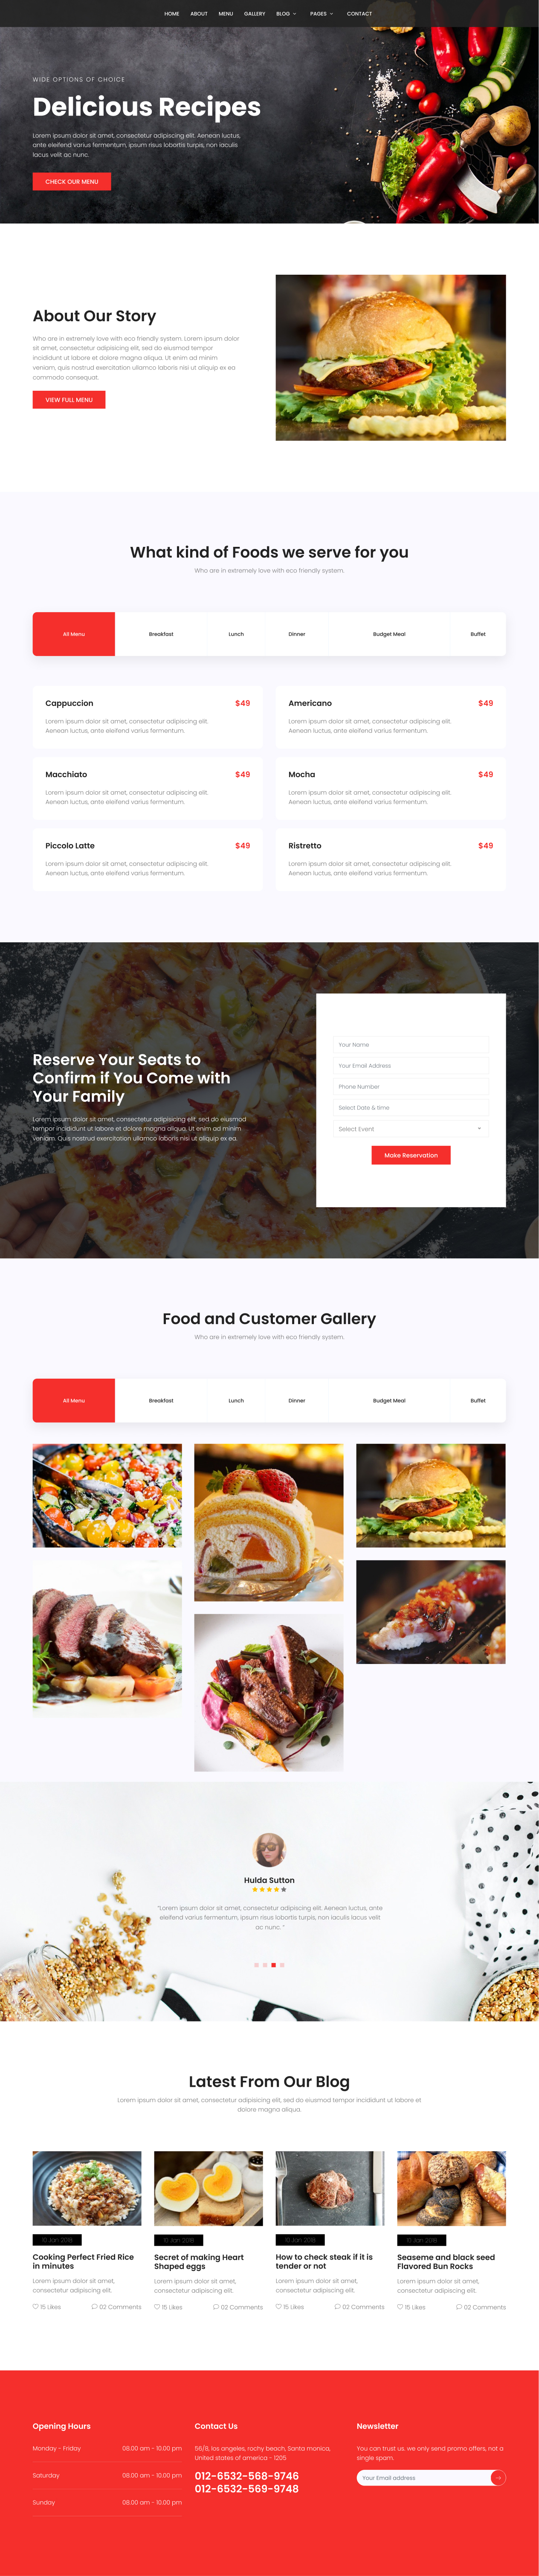 HOME ABOUT MENU GALLERY BLOG PAGES CONTACT
WIDE OPTIONS OF CHOICE
Delicious Recipes
Lorem ipsum dolor sit amet, consectetur adipiscing elit. Aenean luctus,
ante eleifend varius fermentum, ipsum risus lobortis turpis, non iaculis
lacus velit ac nunc.
CHECK OUR MENU
About Our Story
Who are in extremely love with eco friendly system. Lorem ipsum dolor
sit amet, consectetur adipisicing elit, sed do eiusmod tempor
incididunt ut labore et dolore magna aliqua. Ut enim ad minim
veniam, quis nostrud exercitation ullamco laboris nisi ut aliquip ex ea
commodo consequat.
VIEW FULL MENU
What kind of Foods we serve for you
Who are in extremely love with eco friendly system.
All Menu Breakfast Lunch Dinner Budget Meal Buffet
Cappuccion $49
Lorem ipsum dolor sit amet, consectetur adipiscing elit.
Aenean luctus, ante eleifend varius fermentum.
Americano $49
Lorem ipsum dolor sit amet, consectetur adipiscing elit.
Aenean luctus, ante eleifend varius fermentum.
Macchiato $49
Lorem ipsum dolor sit amet, consectetur adipiscing elit.
Aenean luctus, ante eleifend varius fermentum.
Mocha $49
Lorem ipsum dolor sit amet, consectetur adipiscing elit.
Aenean luctus, ante eleifend varius fermentum.
Piccolo Latte $49
Lorem ipsum dolor sit amet, consectetur adipiscing elit.
Aenean luctus, ante eleifend varius fermentum.
Ristretto $49
Lorem ipsum dolor sit amet, consectetur adipiscing elit.
Aenean luctus, ante eleifend varius fermentum.
Reserve Your Seats to
Confirm if You Come with
Your Family
Lorem ipsum dolor sit amet, consectetur adipisicing elit, sed do eiusmod
tempor incididunt ut labore et dolore magna aliqua. Ut enim ad minim
veniam. Quis nostrud exercitation ullamco laboris nisi ut aliquip ex ea.
Your Name
Your Email Address
Phone Number
Select Date & time
Select Event
Make Reservation
Food and Customer Gallery
Who are in extremely love with eco friendly system.
All Menu Breakfast Lunch Dinner Budget Meal Buffet
Hulda Sutton
“Lorem ipsum dolor sit amet, consectetur adipiscing elit. Aenean luctus, ante
eleifend varius fermentum, ipsum risus lobortis turpis, non iaculis lacus velit
ac nunc. ”
Latest From Our Blog
Lorem ipsum dolor sit amet, consectetur adipisicing elit, sed do eiusmod tempor incididunt ut labore et
dolore magna aliqua.
10 Jan 2018
Cooking Perfect Fried Rice
in minutes
Lorem ipsum dolor sit amet,
consectetur adipiscing elit.
15 Likes 02 Comments
10 Jan 2018
Secret of making Heart
Shaped eggs
Lorem ipsum dolor sit amet,
consectetur adipiscing elit.
15 Likes 02 Comments
10 Jan 2018
How to check steak if it is
tender or not
Lorem ipsum dolor sit amet,
consectetur adipiscing elit.
15 Likes 02 Comments
10 Jan 2018
Seaseme and black seed
Flavored Bun Rocks
Lorem ipsum dolor sit amet,
consectetur adipiscing elit.
15 Likes 02 Comments
Opening Hours
Monday - Friday 08.00 am - 10.00 pm
Saturday 08.00 am - 10.00 pm
Sunday 08.00 am - 10.00 pm
Contact Us
56/8, los angeles, rochy beach, Santa monica,
United states of america - 1205
012-6532-568-9746
012-6532-569-9748
Newsletter
You can trust us. we only send promo offers, not a
single spam.
Your Email address